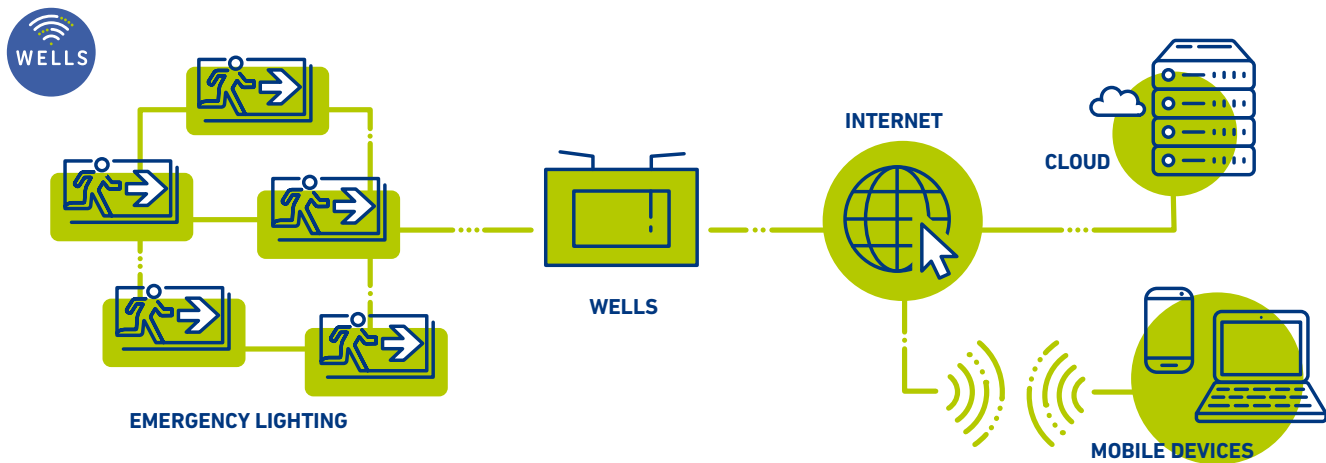 WELLS
INTERNET
CLOUD
WELLS
MOBILE DEVICES
EMERGENCY LIGHTING